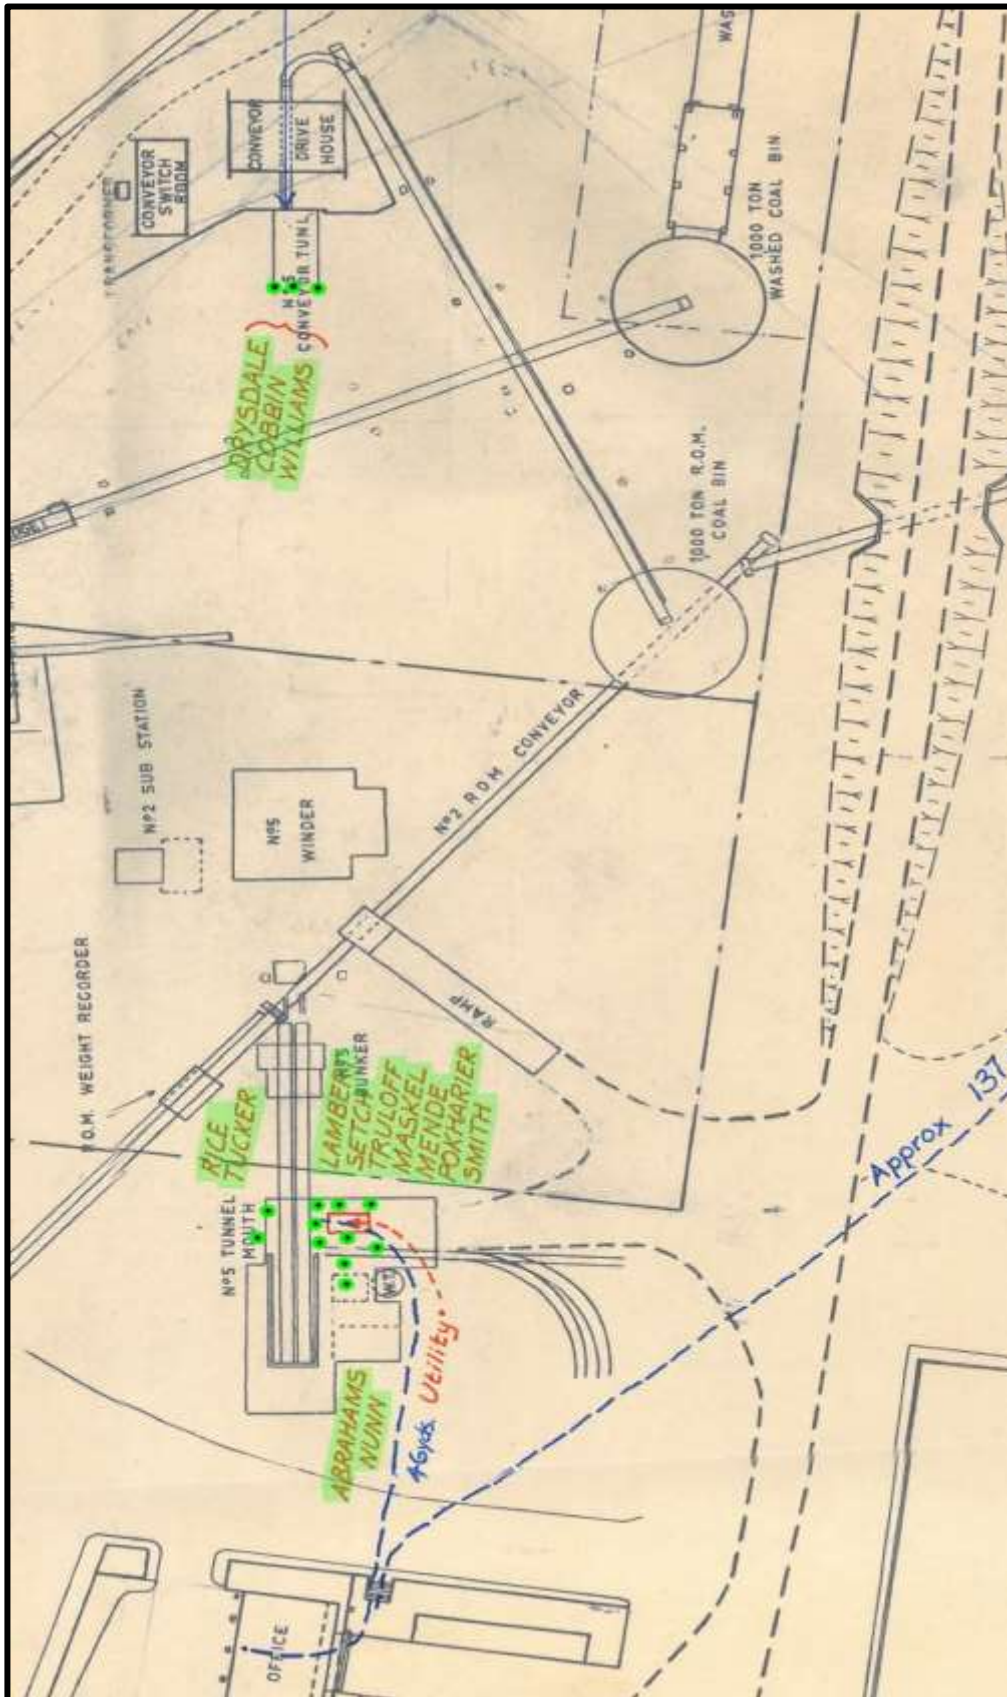 WAS
CONVEYOR
DRIVE
HOUSE
CONVEYOR
SWITCH
ROOM
TRANSFORMER
1000 TON
WASHED COAL BIN
CONVEYOR TUNL
DRYSDALE
COBBIN
WILLIAMS
1000 TON R.O.M.
COAL BIN
Nº2 SUB STATION
Nº5
WINDER
Nº2 R.O.M. CONVEYOR
R.O.M. WEIGHT RECORDER
RAMP
RICE
TUCKER
Nº5
BUNKER
LAMBERT
SETCH
TRULOFF
MASKEL
MENDE
POKHARIER
SMITH
Approx 137
Nº5 TUNNEL
MOUTH
W.T.
ABRAHAMS
NUNN
46yds.
Utility
OFFICE